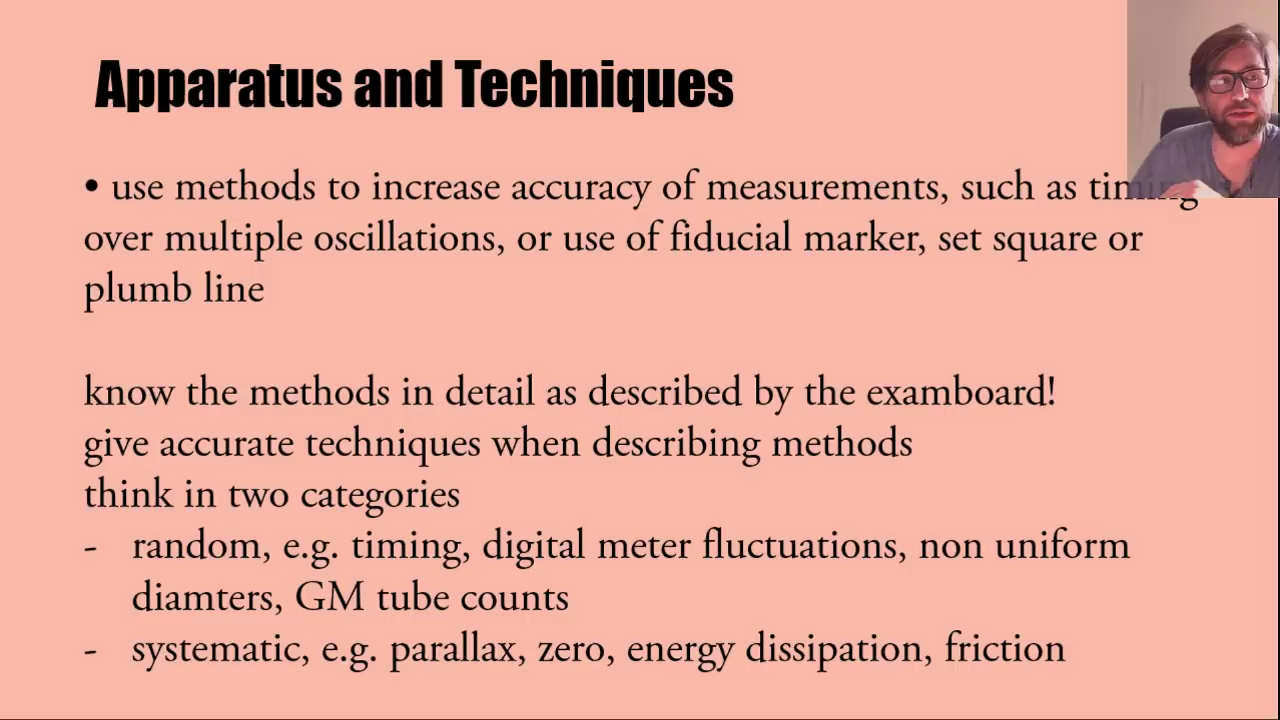 Apparatus and Techniques
• use methods to increase accuracy of measurements, such as timing
over multiple oscillations, or use of fiducial marker, set square or
plumb line
know the methods in detail as described by the examboard!
give accurate techniques when describing methods
think in two categories
- random, e.g. timing, digital meter fluctuations, non uniform
diamters, GM tube counts
- systematic, e.g. parallax, zero, energy dissipation, friction